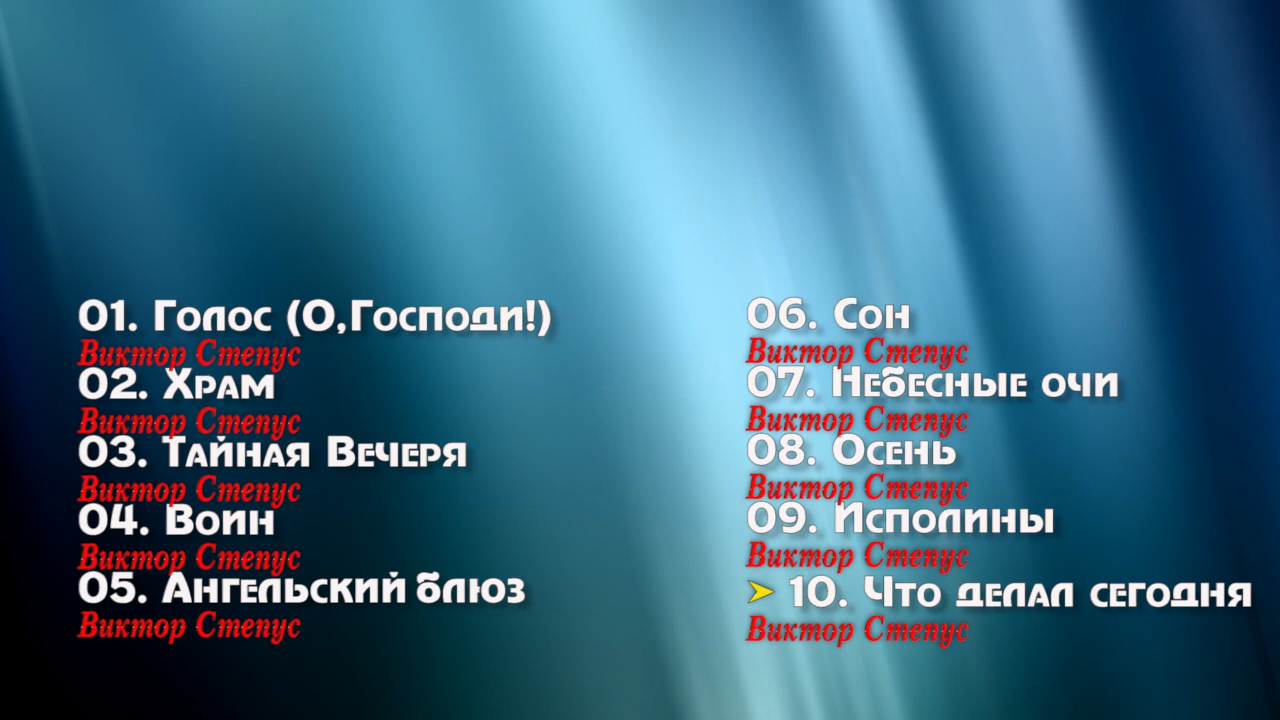 01. Голос (О,Господи!)
Виктор Степус
02. Храм
Виктор Степус
03. Тайная Вечеря
Виктор Степус
04. Воин
Виктор Степус
05. Ангельский блюз
Виктор Степус
06. Сон
Виктор Степус
07. Небесные очи
Виктор Степус
08. Осень
Виктор Степус
09. Исполины
Виктор Степус
➤ 10. Что делал сегодня
Виктор Степус